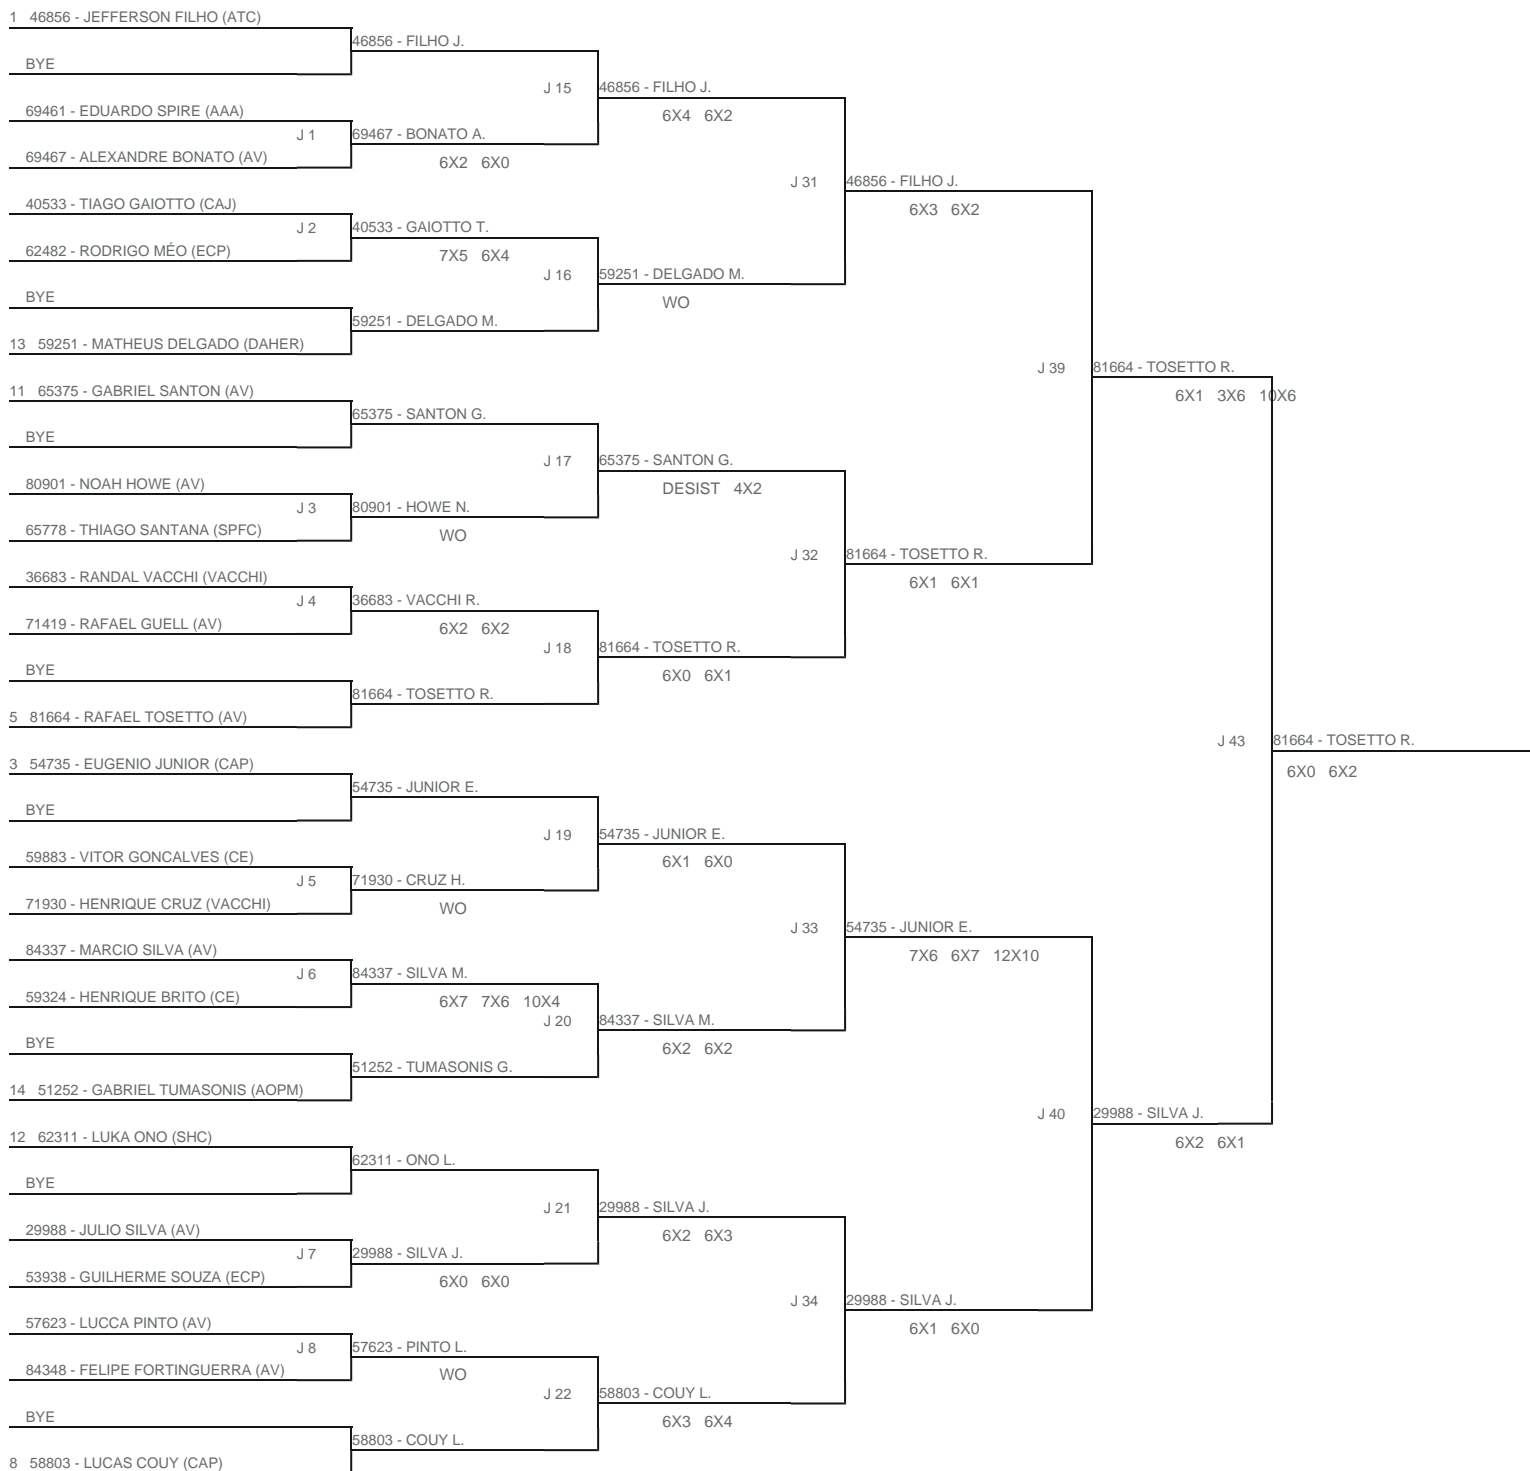 1 46856 - JEFFERSON FILHO (ATC)
46856 - FILHO J.
BYE
J 15 46856 - FILHO J.
6X4 6X2
69461 - EDUARDO SPIRE (AAA)
J 1 69467 - BONATO A.
69467 - ALEXANDRE BONATO (AV)
6X2 6X0
J 31 46856 - FILHO J.
40533 - TIAGO GAIOTTO (CAJ)
6X3 6X2
J 2 40533 - GAIOTTO T.
62482 - RODRIGO MÉO (ECP)
7X5 6X4
J 16 59251 - DELGADO M.
BYE
WO
59251 - DELGADO M.
13 59251 - MATHEUS DELGADO (DAHER)
J 39 81664 - TOSETTO R.
11 65375 - GABRIEL SANTON (AV)
6X1 3X6 10X6
65375 - SANTON G.
BYE
J 17 65375 - SANTON G.
80901 - NOAH HOWE (AV)
DESIST 4X2
J 3 80901 - HOWE N.
65778 - THIAGO SANTANA (SPFC)
WO
J 32 81664 - TOSETTO R.
36683 - RANDAL VACCHI (VACCHI)
6X1 6X1
J 4 36683 - VACCHI R.
71419 - RAFAEL GUELL (AV)
6X2 6X2
J 18 81664 - TOSETTO R.
BYE
6X0 6X1
81664 - TOSETTO R.
5 81664 - RAFAEL TOSETTO (AV)
J 43 81664 - TOSETTO R.
3 54735 - EUGENIO JUNIOR (CAP)
6X0 6X2
54735 - JUNIOR E.
BYE
J 19 54735 - JUNIOR E.
59883 - VITOR GONCALVES (CE)
6X1 6X0
J 5 71930 - CRUZ H.
71930 - HENRIQUE CRUZ (VACCHI)
WO
J 33 54735 - JUNIOR E.
84337 - MARCIO SILVA (AV)
7X6 6X7 12X10
J 6 84337 - SILVA M.
59324 - HENRIQUE BRITO (CE)
6X7 7X6 10X4
J 20 84337 - SILVA M.
BYE
6X2 6X2
51252 - TUMASONIS G.
14 51252 - GABRIEL TUMASONIS (AOPM)
J 40 29988 - SILVA J.
12 62311 - LUKA ONO (SHC)
6X2 6X1
62311 - ONO L.
BYE
J 21 29988 - SILVA J.
29988 - JULIO SILVA (AV)
6X2 6X3
J 7 29988 - SILVA J.
53938 - GUILHERME SOUZA (ECP)
6X0 6X0
J 34 29988 - SILVA J.
57623 - LUCCA PINTO (AV)
6X1 6X0
J 8 57623 - PINTO L.
84348 - FELIPE FORTINGUERRA (AV)
WO
J 22 58803 - COUY L.
BYE
6X3 6X4
58803 - COUY L.
8 58803 - LUCAS COUY (CAP)